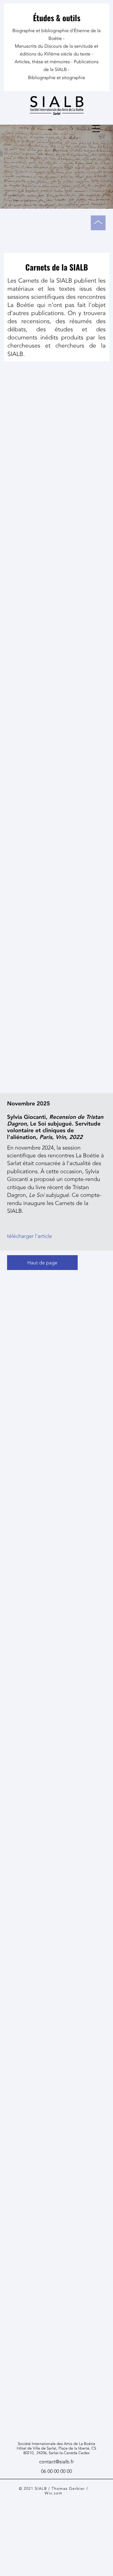 Études & outils
Biographie et bibliographie d'Étienne de la
Boétie -
Manuscrits du Discours de la servitude et
éditions du XVIème siècle du texte -
Articles, thèse et mémoires - Publications
de la SIALB -
Bibliographie et sitographie
SIALB
Société Internationale des Amis de La Boétie
Sarlat
Carnets de la SIALB
Les Carnets de la SIALB publient les
matériaux et les textes issus des
sessions scientifiques des rencontres
La Boétie qui n'ont pas fait l'objet
d'autres publications. On y trouvera
des recensions, des résumés des
débats, des études et des
documents inédits produits par les
chercheuses et chercheurs de la
SIALB.
Novembre 2025
Sylvia Giocanti, Recension de Tristan
Dagron, Le Soi subjugué. Servitude
volontaire et cliniques de
l'aliénation, Paris, Vrin, 2022
En novembre 2024, la session
scientifique des rencontres La Boétie à
Sarlat était consacrée à l'actualité des
publications. À cette occasion, Sylvia
Giocanti a proposé un compte-rendu
critique du livre récent de Tristan
Dagron, Le Soi subjugué. Ce compte-
rendu inaugure les Carnets de la
SIALB.
télécharger l'article
Haut de page
Société Internationale des Amis de La Boétie
Hôtel de Ville de Sarlat, Place de la liberté, CS
80210, 24206, Sarlat-la-Canéda Cedex
contact@sialb.fr
06 00 00 00 00
© 2021 SIALB / Thomas Gerbier /
Wix.com